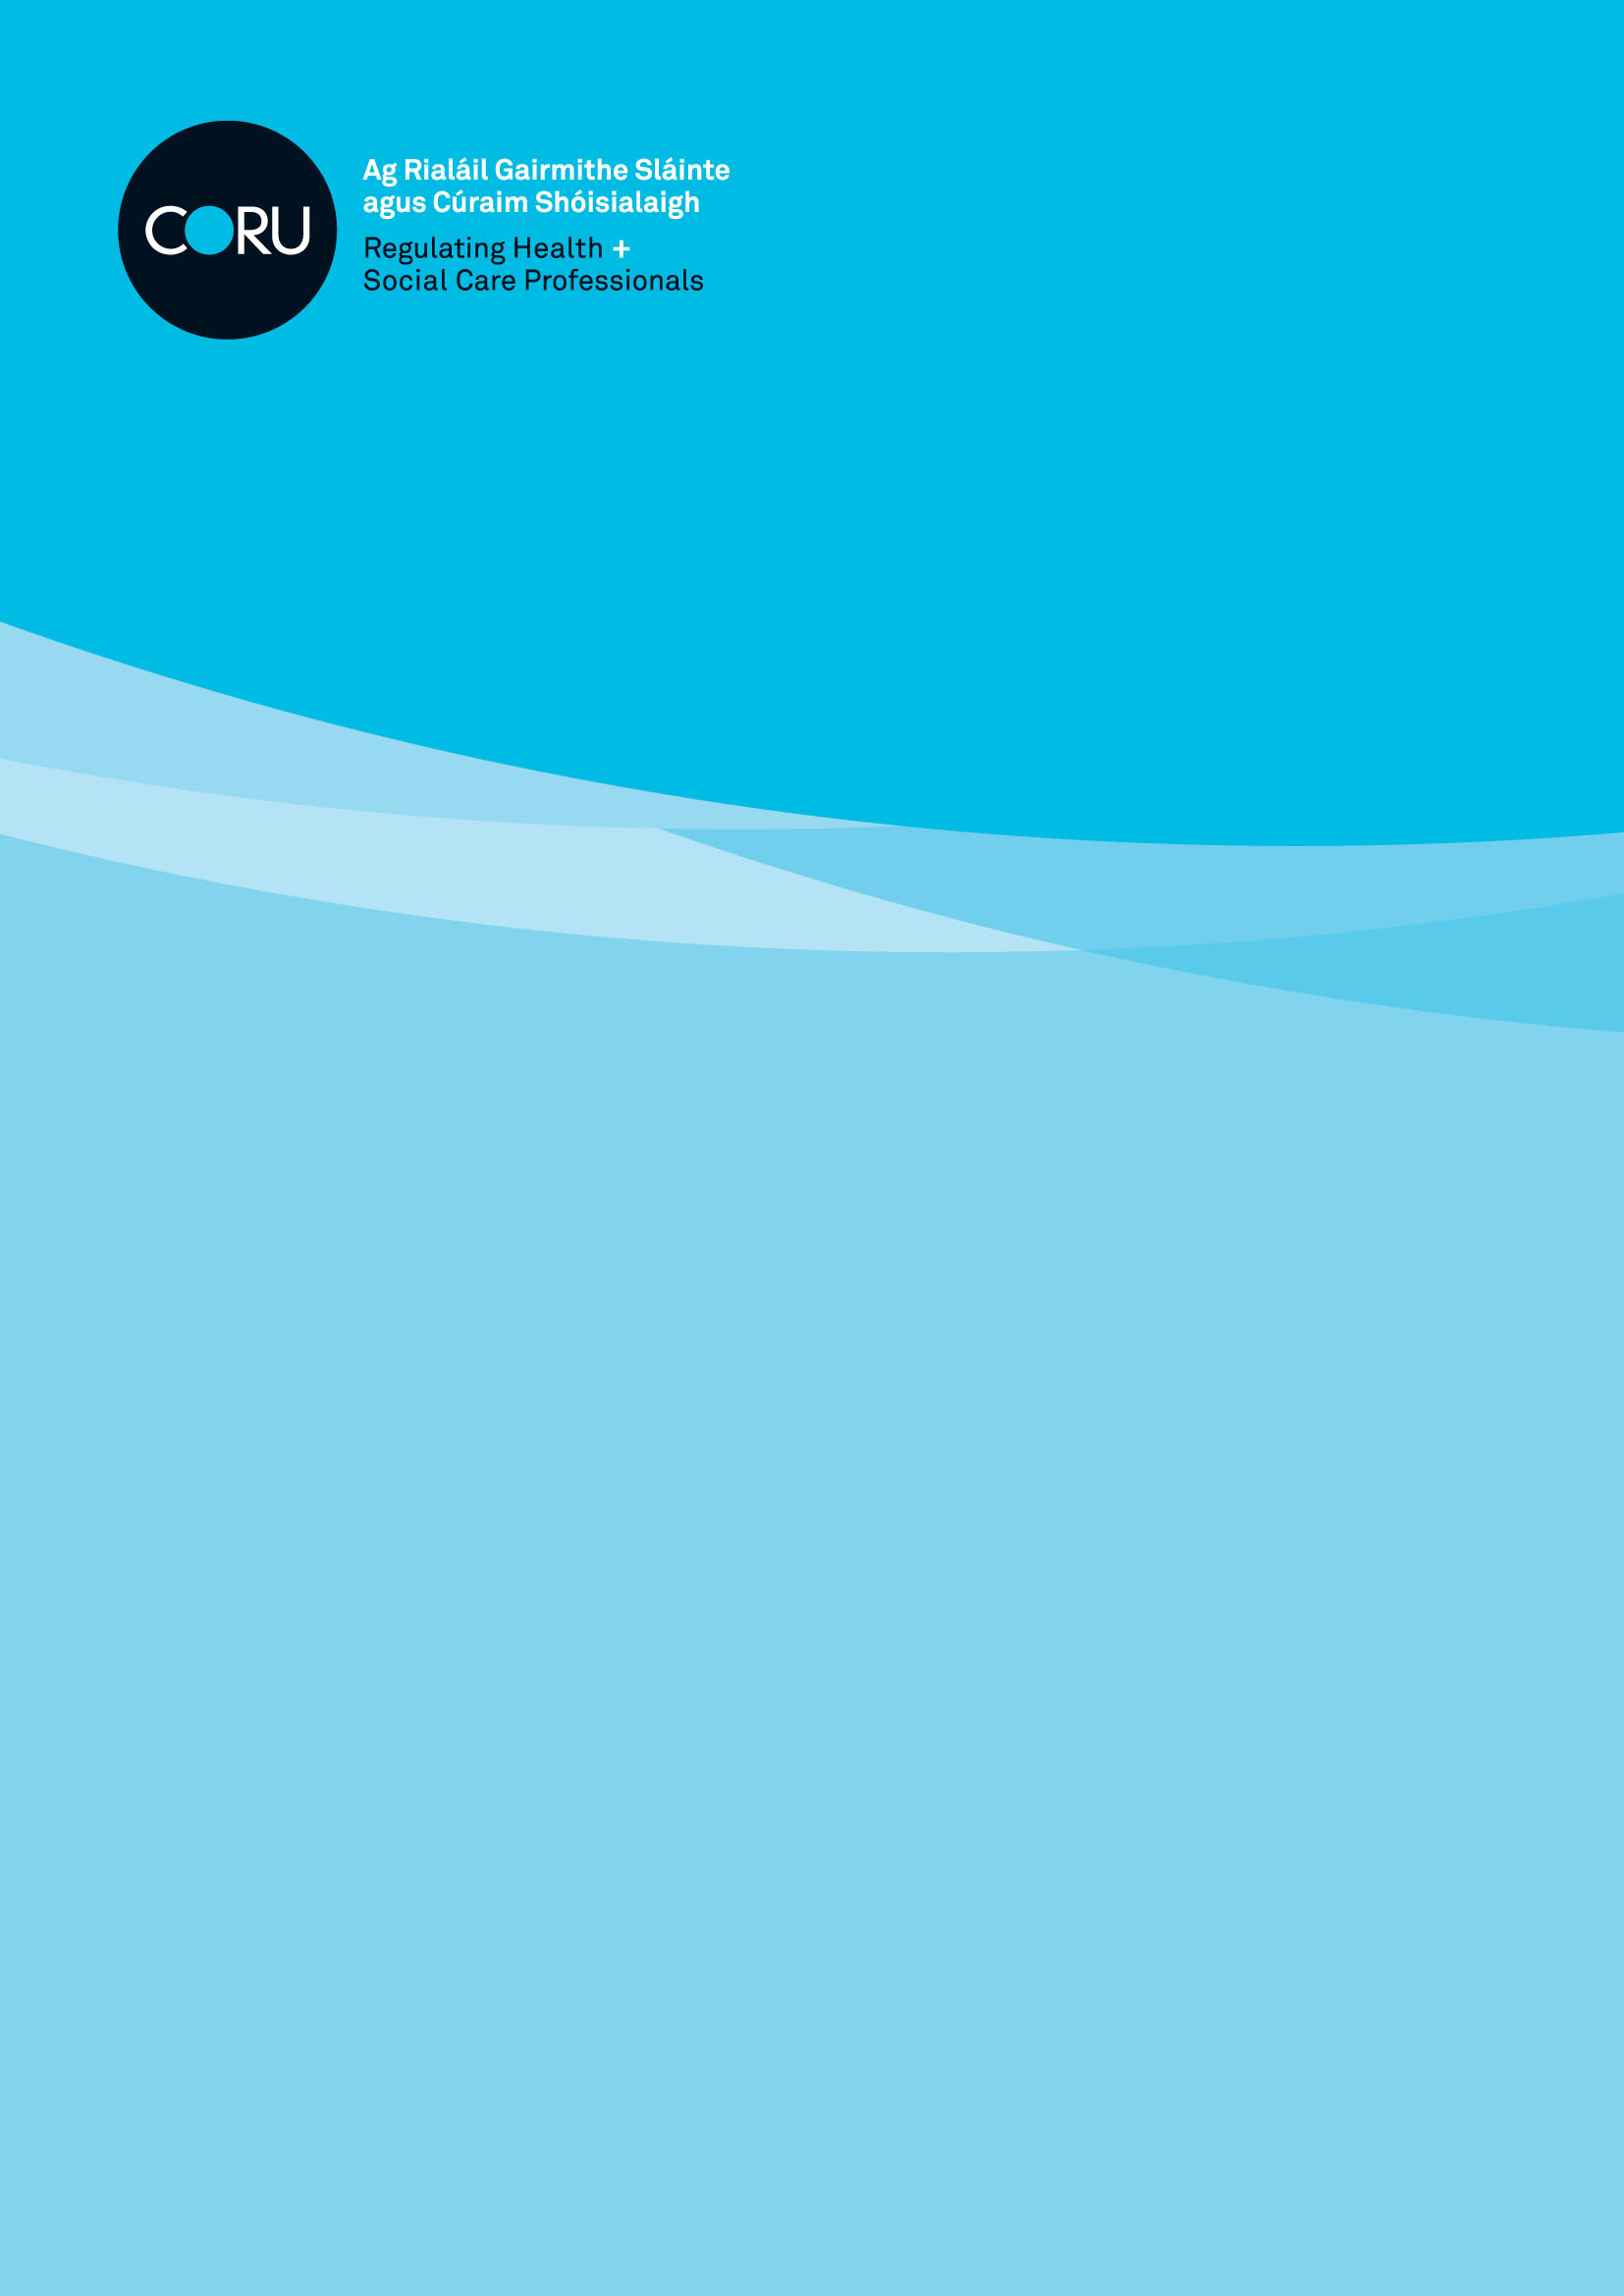 CORU
Ag Rialáil Gairmithe Sláinte
agus Cúraim Shóisialaigh
Regulating Health +
Social Care Professionals